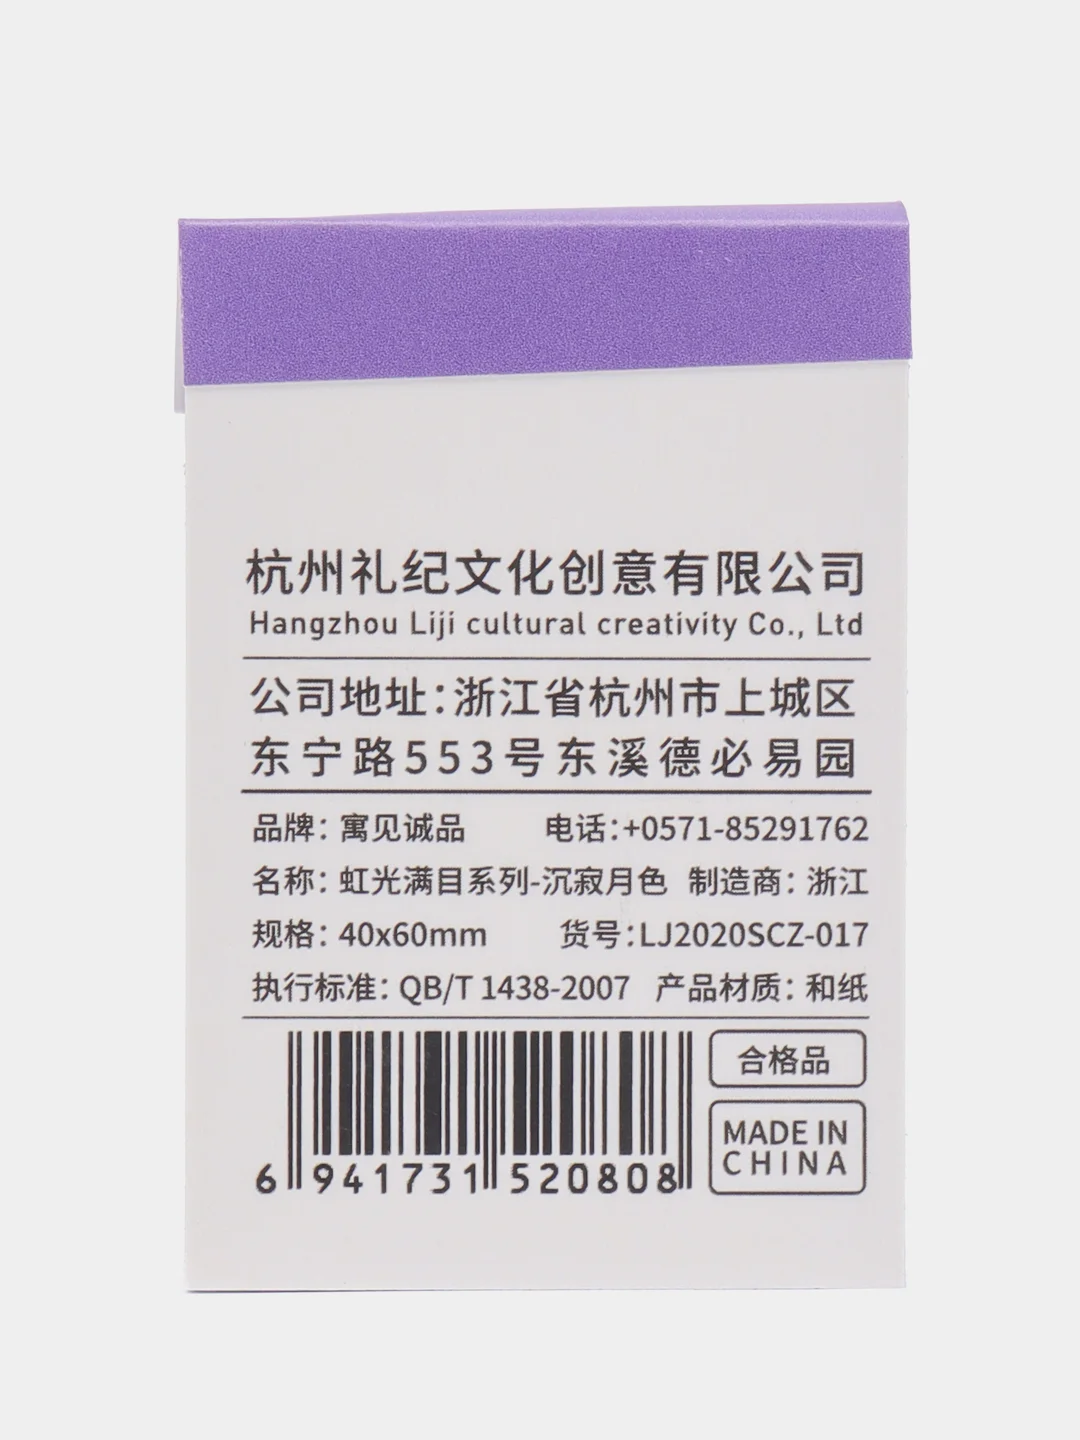 杭州礼纪文化创意有限公司
Hangzhou Liji cultural creativity Co., Ltd
公司地址：浙江省杭州市上城区
东宁路553号东溪德必易园
品牌：寓见诚品 电话：+0571-85291762
名称：虹光满目系列-沉寂月色 制造商：浙江
规格：40x60mm 货号：LJ2020SCZ-017
执行标准：QB/T 1438-2007 产品材质：和纸
合格品
MADE IN
CHINA
6 941731 520808